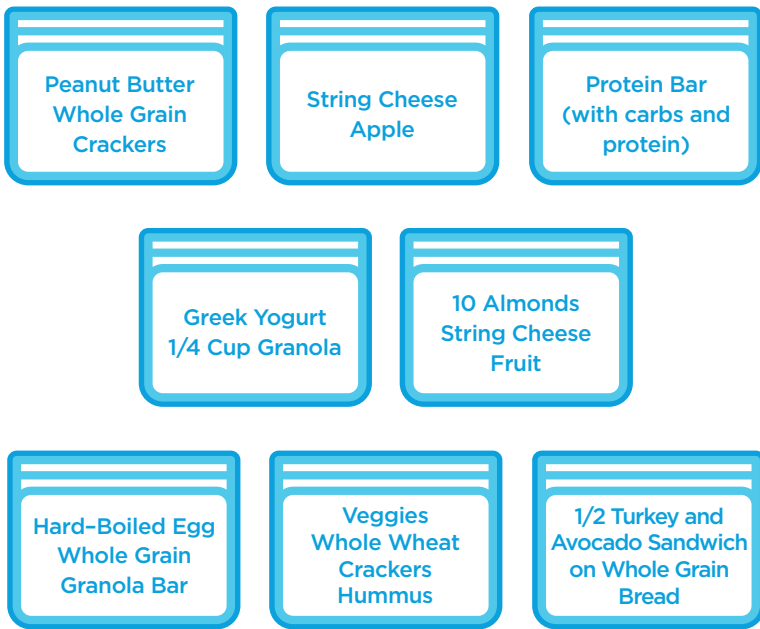 Peanut Butter
Whole Grain
Crackers
String Cheese
Apple
Protein Bar
(with carbs and
protein)
Greek Yogurt
1/4 Cup Granola
10 Almonds
String Cheese
Fruit
Hard–Boiled Egg
Whole Grain
Granola Bar
Veggies
Whole Wheat
Crackers
Hummus
1/2 Turkey and
Avocado Sandwich
on Whole Grain
Bread